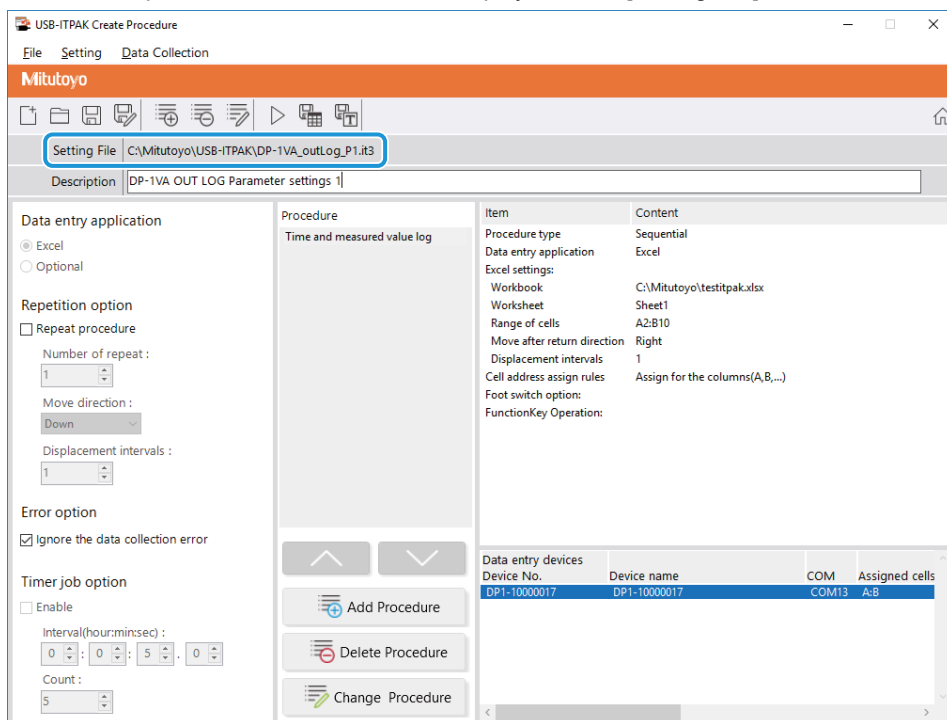 USB-ITPAK Create Procedure
File Setting Data Collection
Mitutoyo
Setting File C:\Mitutoyo\USB-ITPAK\DP-1VA_outLog_P1.it3
Description DP-1VA OUT LOG Parameter settings 1
Data entry application
Excel
Optional
Repetition option
Repeat procedure
Number of repeat :
1
Move direction :
Down
Displacement intervals :
1
Error option
Ignore the data collection error
Timer job option
Enable
Interval(hour:min:sec) :
0 : 0 : 5 . 0
Count :
5
Procedure
Time and measured value log
Add Procedure
Delete Procedure
Change Procedure
Item Content
Procedure type Sequential
Data entry application Excel
Excel settings:
Workbook C:\Mitutoyo\testitpak.xlsx
Worksheet Sheet1
Range of cells A2:B10
Move after return direction Right
Displacement intervals 1
Cell address assign rules Assign for the columns(A,B,...)
Foot switch option:
FunctionKey Operation:
Data entry devices
Device No. Device name COM Assigned cells
DP1-10000017 DP1-10000017 COM13 A:B